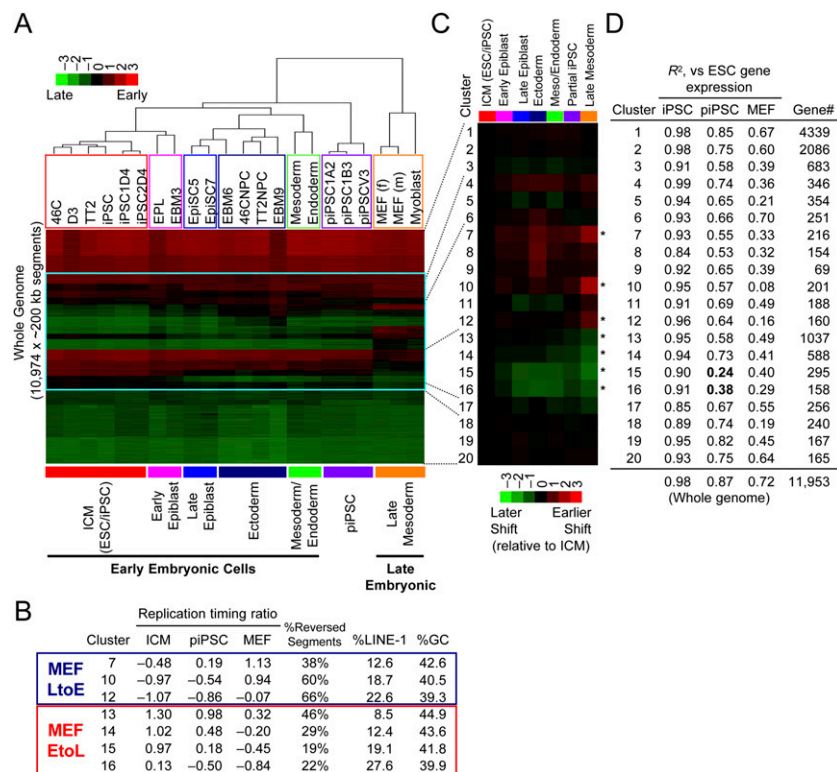 A
−3 −2 −1 0 1 2 3
Late Early
46C D3 TT2 iPSC iPSC1D4 iPSC2D4 EPL EBM3 EpiSC5 EpiSC7 EBM6 46CNPC TT2NPC EBM9 Mesoderm Endoderm piPSC1A2 piPSC1B3 piPSCV3 MEF (f) MEF (m) Myoblast
Whole Genome
(10,974 x ~200 kb segments)
ICM
(ESC/iPSC)
Early
Epiblast
Late
Epiblast
Ectoderm
Mesoderm/
Endoderm
piPSC
Late
Mesoderm
Early Embryonic Cells
Late
Embryonic
B
Replication timing ratio
Cluster ICM piPSC MEF %Reversed Segments %LINE-1 %GC
MEF
LtoE
7 −0.48 0.19 1.13 38% 12.6 42.6
10 −0.97 −0.54 0.94 60% 18.7 40.5
12 −1.07 −0.86 −0.07 66% 22.6 39.3
MEF
EtoL
13 1.30 0.98 0.32 46% 8.5 44.9
14 1.02 0.48 −0.20 29% 12.4 43.6
15 0.97 0.18 −0.45 19% 19.1 41.8
16 0.13 −0.50 −0.84 22% 27.6 39.9
C
Cluster
ICM (ESC/iPSC)
Early Epiblast
Late Epiblast
Ectoderm
Meso/Endoderm
Partial iPSC
Late Mesoderm
1
2
3
4
5
6
7 *
8
9
10 *
11
12 *
13 *
14 *
15 *
16 *
17
18
19
20
−3 −2 −1 0 1 2 3
Later Earlier
Shift Shift
(relative to ICM)
D
R², vs ESC gene
expression
Cluster iPSC piPSC MEF Gene#
1 0.98 0.85 0.67 4339
2 0.98 0.75 0.60 2086
3 0.91 0.58 0.39 683
4 0.99 0.74 0.36 346
5 0.94 0.65 0.21 354
6 0.93 0.66 0.70 251
7 0.93 0.55 0.33 216
8 0.84 0.53 0.32 154
9 0.92 0.65 0.39 69
10 0.95 0.57 0.08 201
11 0.91 0.69 0.49 188
12 0.96 0.64 0.16 160
13 0.95 0.58 0.49 1037
14 0.94 0.73 0.41 588
15 0.90 0.24 0.40 295
16 0.91 0.38 0.29 158
17 0.85 0.67 0.55 256
18 0.89 0.74 0.19 240
19 0.95 0.82 0.45 167
20 0.93 0.75 0.64 165
0.98 0.87 0.72 11,953
(Whole genome)